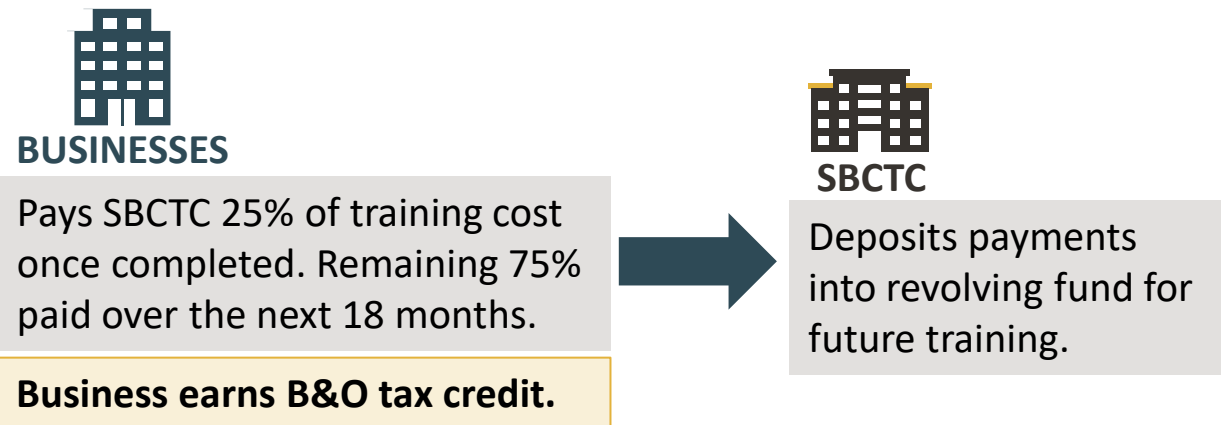 BUSINESSES
Pays SBCTC 25% of training cost
once completed. Remaining 75%
paid over the next 18 months.
Business earns B&O tax credit.
SBCTC
Deposits payments
into revolving fund for
future training.